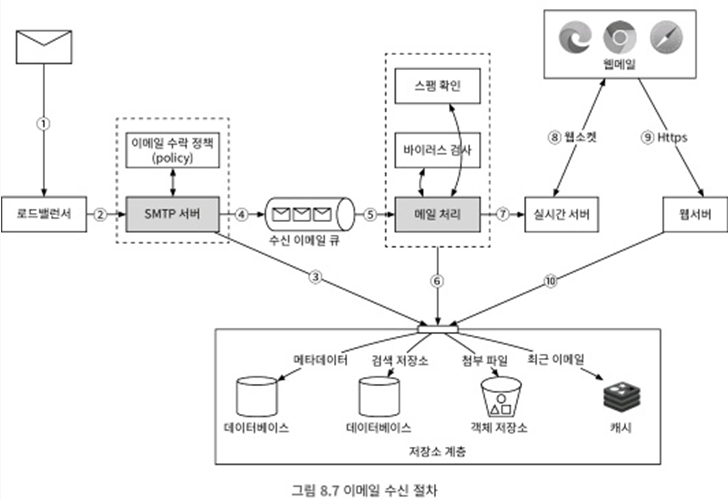 스팸 확인
바이러스 검사
웹메일
①
이메일 수락 정책
(policy)
⑧ 웹소켓
⑨ Https
로드밸런서
②
SMTP 서버
④
수신 이메일 큐
⑤
메일 처리
⑦
실시간 서버
웹서버
③
⑥
⑩
메타데이터
검색 저장소
첨부 파일
최근 이메일
데이터베이스
데이터베이스
객체 저장소
캐시
저장소 계층
그림 8.7 이메일 수신 절차